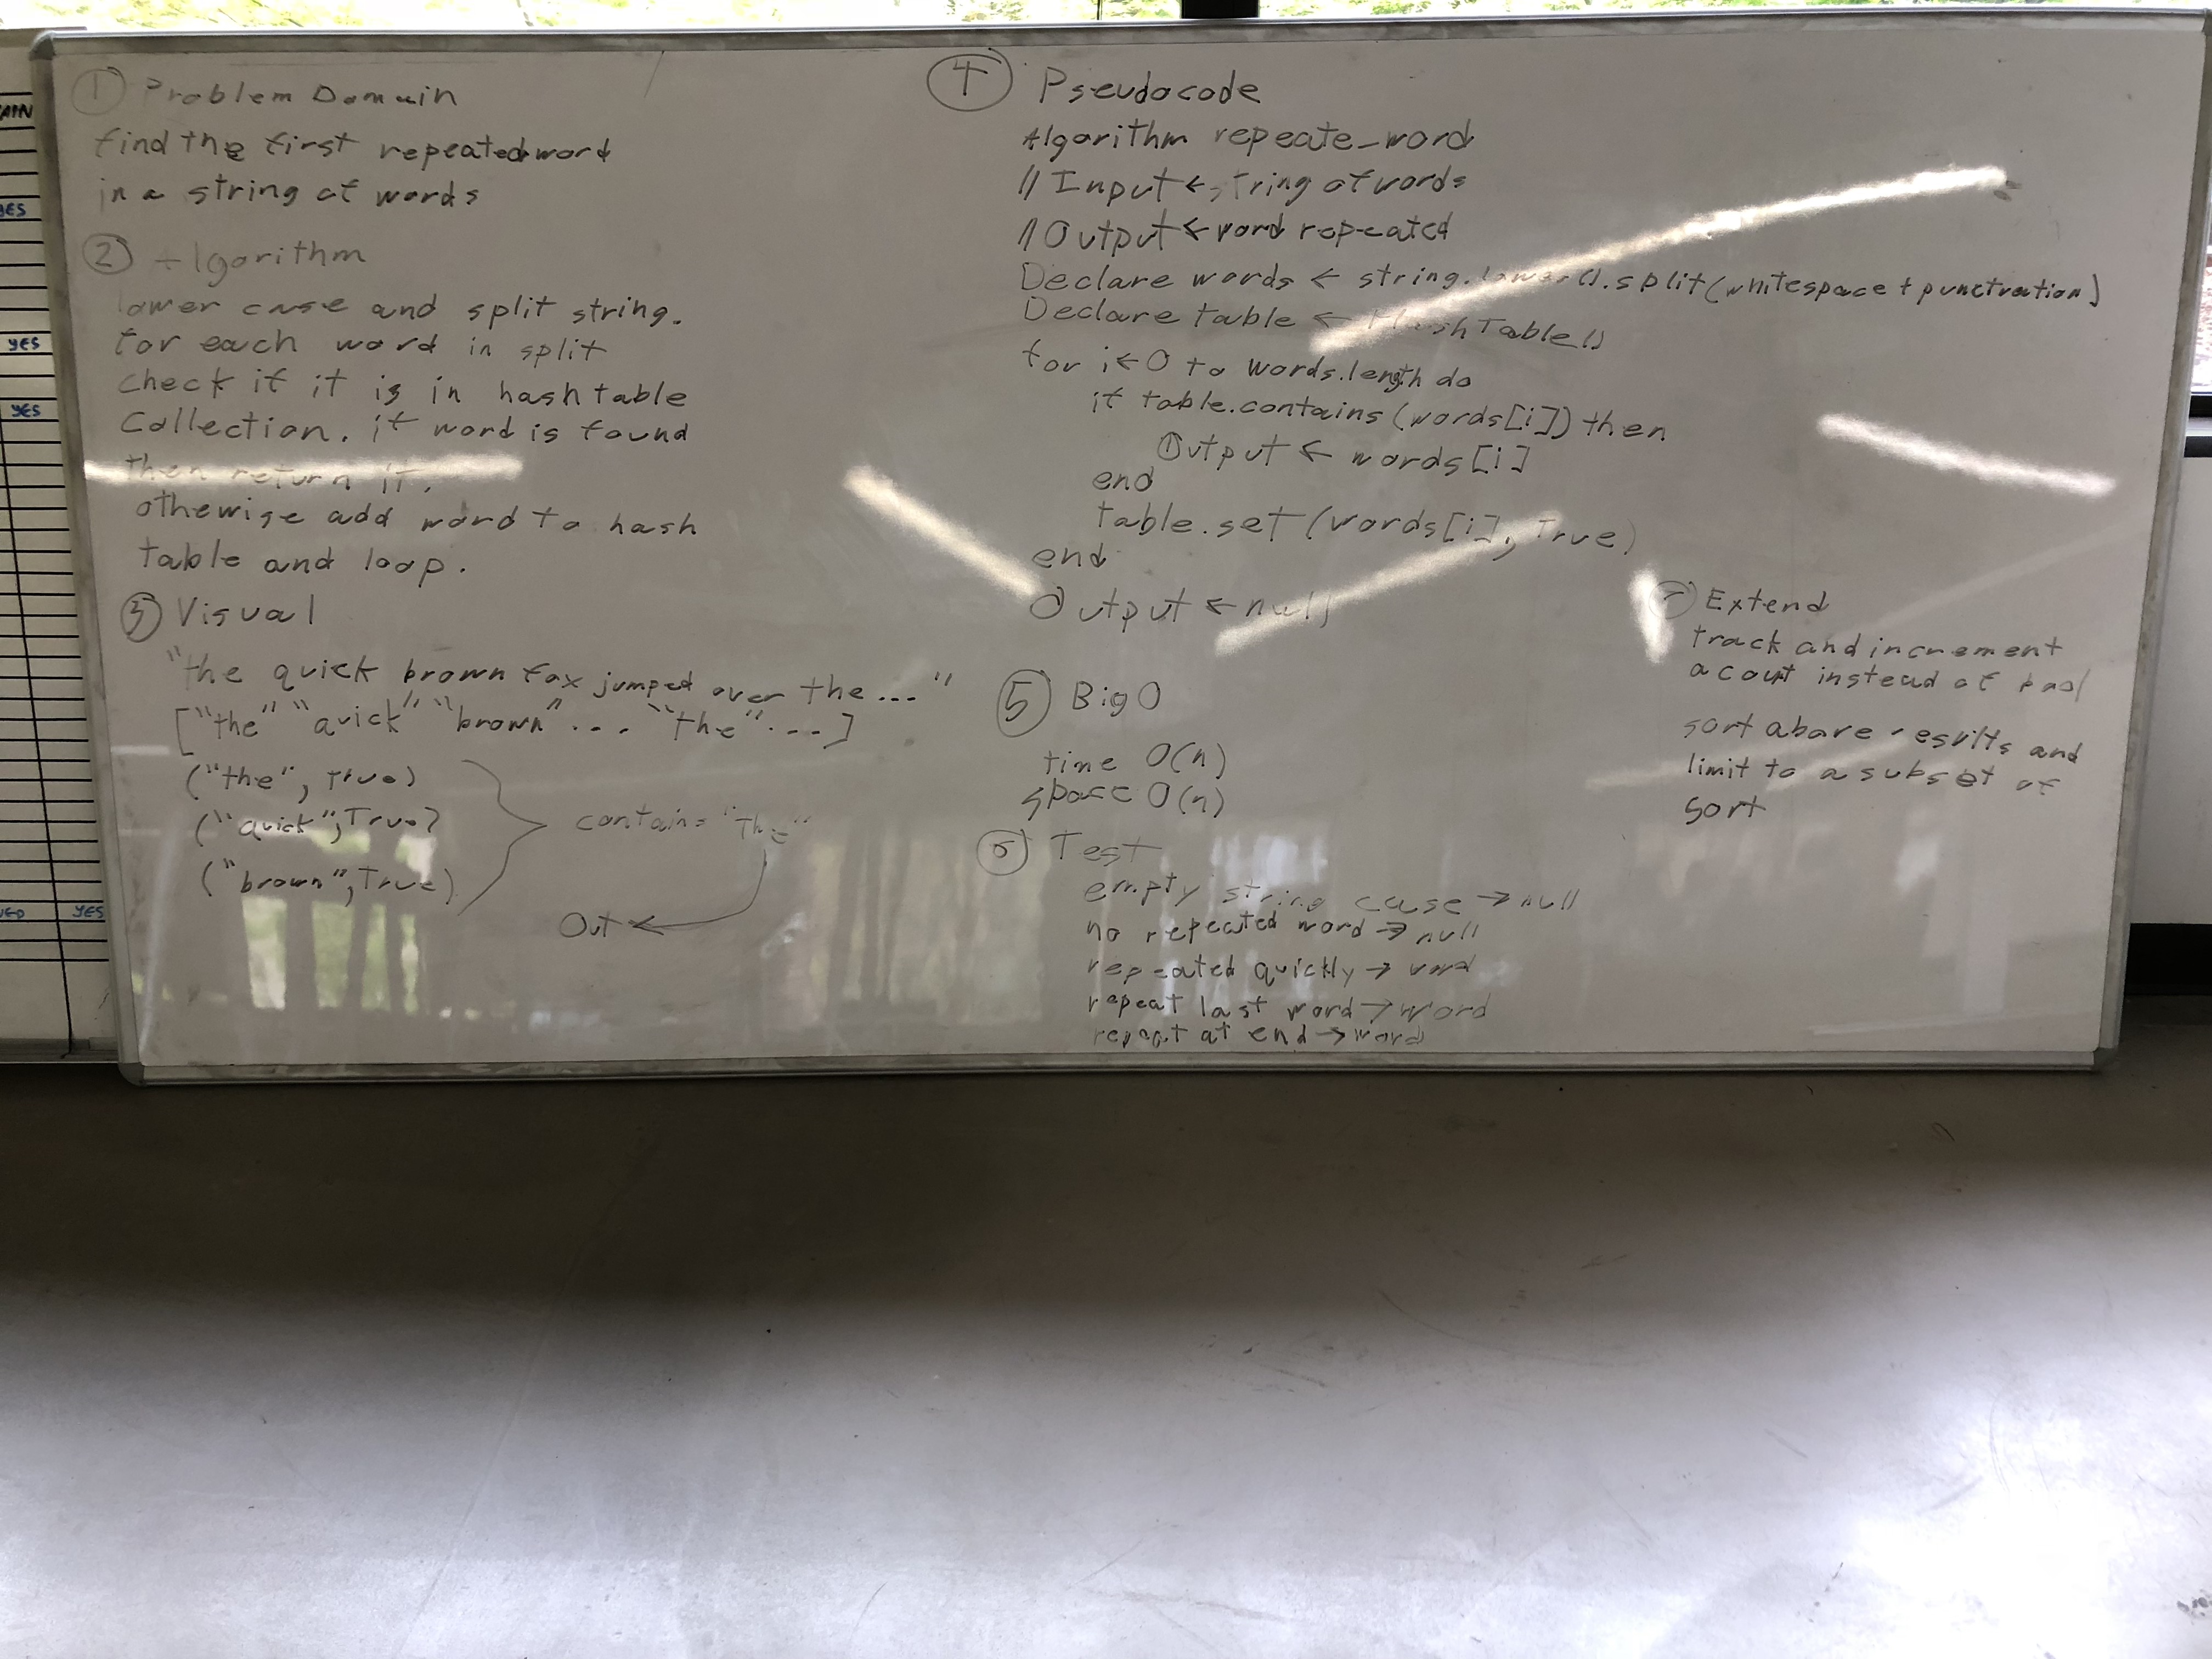 ① Problem Domain
find the first repeated word
in a string of words
② Algorithm
lower case and split string.
for each word in split
check if it is in hash table
Collection. if word is found
then return it.
othewise add word to hash
table and loop.
③ Visual
"the quick brown fox jumped over the ..."
["the" "quick" "brown" ... "the" ...]
("the", True)
("quick", True)
("brown", True)
contains "The"
Out ←
④ Pseudocode
Algorithm repeate_word
// Input ← string of words
// Output ← word repeated
Declare words ← string.lower().split(whitespace + punctuation)
Declare table ← HashTable()
for i ← 0 to words.length do
if table.contains(words[i]) then
Output ← words[i]
end
table.set(words[i], True)
end
Output ← null
⑤ Big O
time O(n)
space O(n)
⑥ Test
empty string case → null
no repeated word → null
repeated quickly → word
repeat last word → word
repeat at end → word
⑦ Extend
track and increment
a count instead of bool
sort above results and
limit to a subset of
sort
AIN
YES
YES
YES
YES